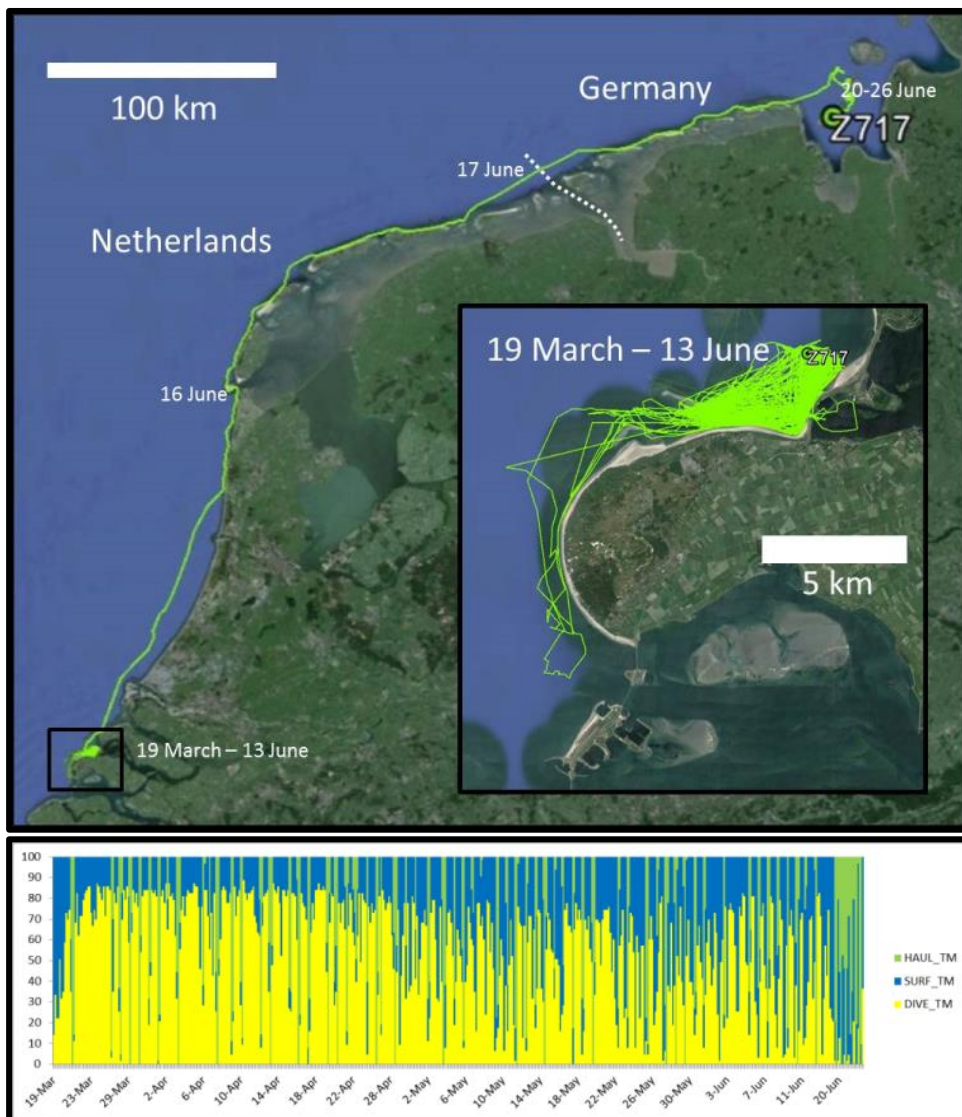 100 km
Germany
20-26 June
Z717
17 June
Netherlands
16 June
19 March – 13 June
19 March – 13 June
Z717
5 km
100
90
80
70
60
50
40
30
20
10
0
19-Mar
23-Mar
29-Mar
2-Apr
6-Apr
10-Apr
14-Apr
18-Apr
22-Apr
28-Apr
2-May
6-May
10-May
14-May
18-May
22-May
26-May
30-May
3-Jun
7-Jun
11-Jun
20-Jun
HAUL_TM
SURF_TM
DIVE_TM